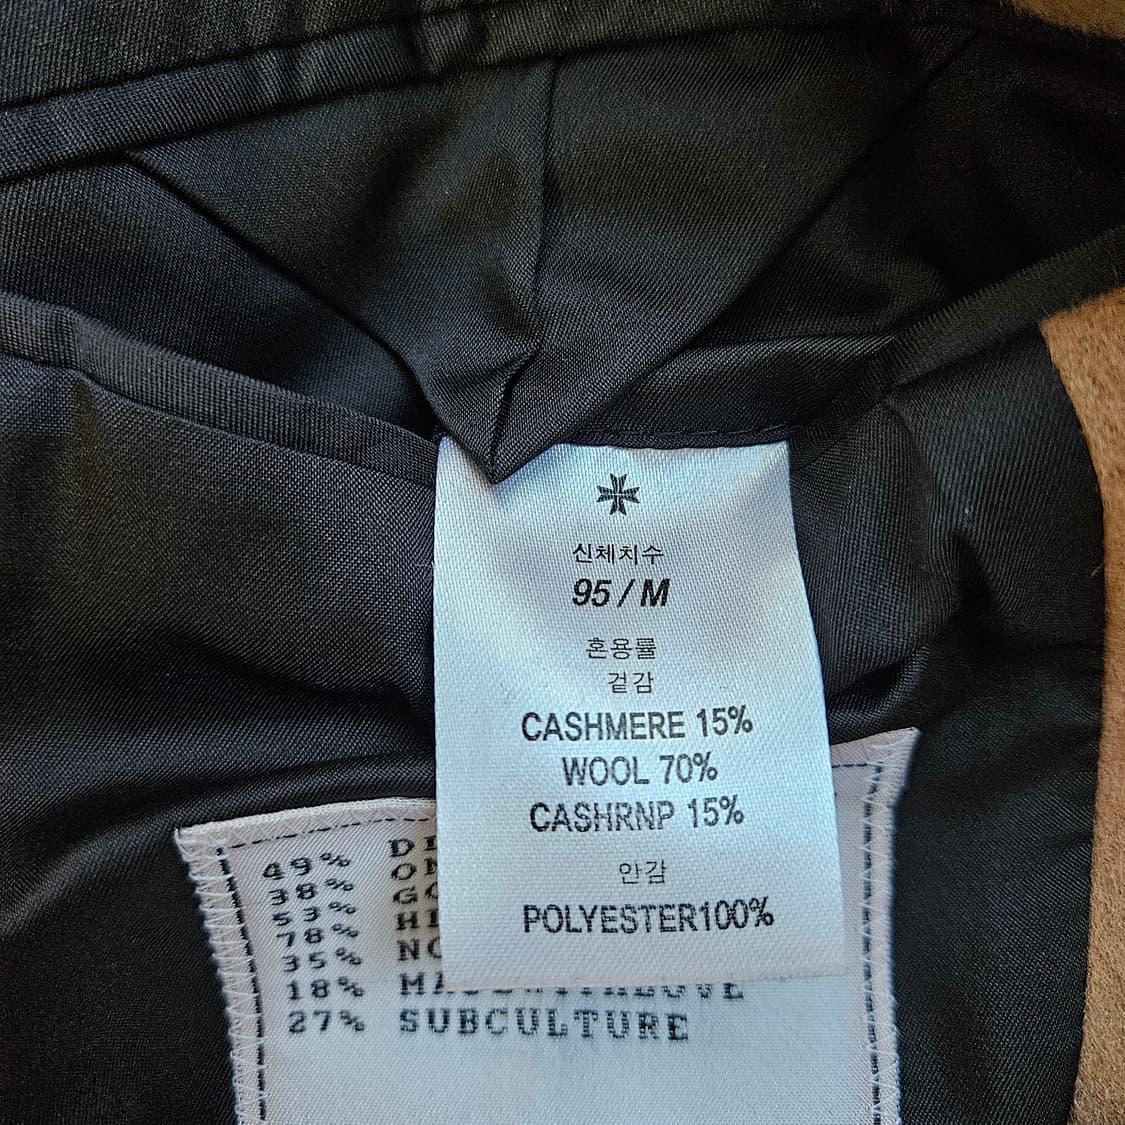 신체치수
95 / M
혼용률
겉감
CASHMERE 15%
WOOL 70%
CASHRNP 15%
안감
POLYESTER100%
49%
38%
53%
78%
35%
18%
27% SUBCULTURE